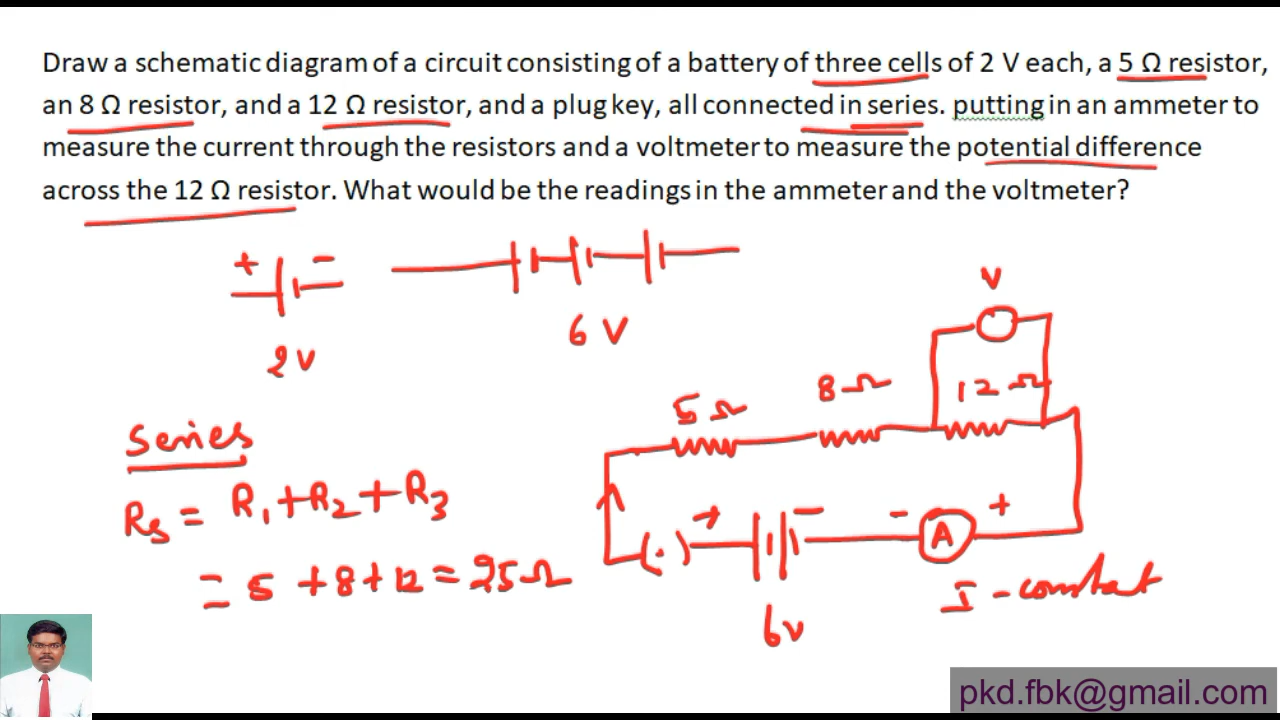 Draw a schematic diagram of a circuit consisting of a battery of three cells of 2 V each, a 5 Ω resistor,
an 8 Ω resistor, and a 12 Ω resistor, and a plug key, all connected in series. putting in an ammeter to
measure the current through the resistors and a voltmeter to measure the potential difference
across the 12 Ω resistor. What would be the readings in the ammeter and the voltmeter?
+ -
2V
6 V
V
5 Ω
8 Ω
12 Ω
Series
Rs = R1+R2+R3
= 5 +8+12 = 25 Ω
(.) + - - A +
6v
I - constat
pkd.fbk@gmail.com